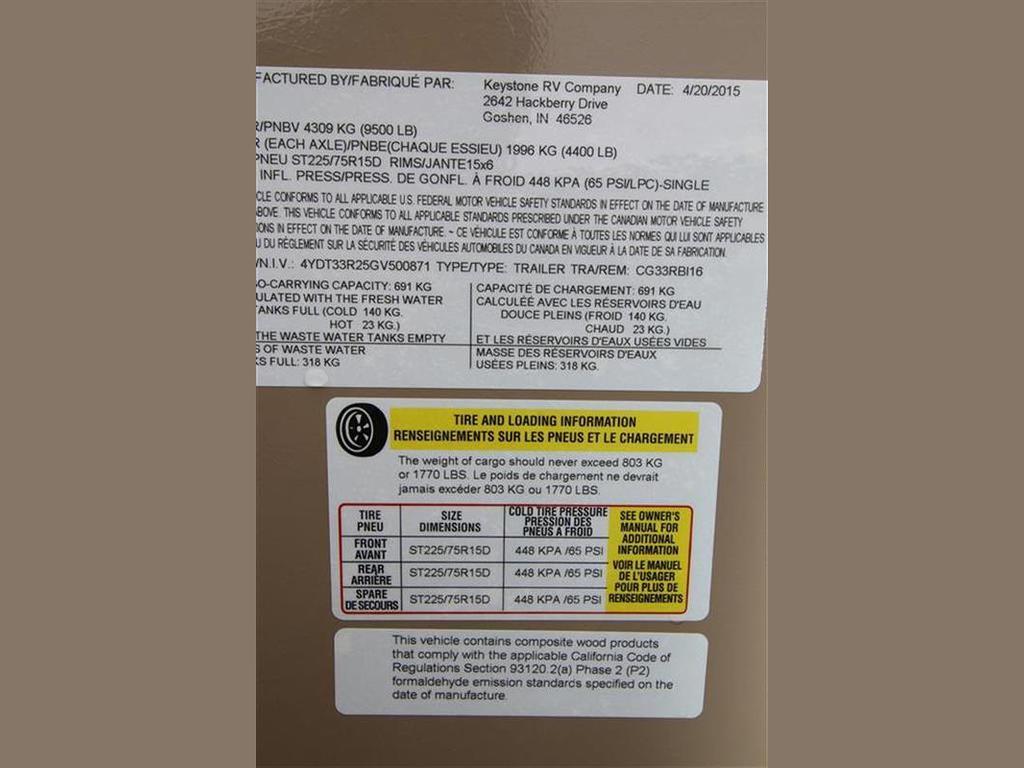 FACTURED BY/FABRIQUÉ PAR: Keystone RV Company DATE: 4/20/2015
2642 Hackberry Drive
Goshen, IN 46526
R/PNBV 4309 KG (9500 LB)
R (EACH AXLE)/PNBE(CHAQUE ESSIEU) 1996 KG (4400 LB)
PNEU ST225/75R15D RIMS/JANTE15x6
INFL. PRESS/PRESS. DE GONFL. À FROID 448 KPA (65 PSI/LPC)-SINGLE
CLE CONFORMS TO ALL APPLICABLE U.S. FEDERAL MOTOR VEHICLE SAFETY STANDARDS IN EFFECT ON THE DATE OF MANUFACTURE
ABOVE. THIS VEHICLE CONFORMS TO ALL APPLICABLE STANDARDS PRESCRIBED UNDER THE CANADIAN MOTOR VEHICLE SAFETY
IONS IN EFFECT ON THE DATE OF MANUFACTURE. ~ CE VÉHICULE EST CONFORME À TOUTES LES NORMES QUI LUI SONT APPLICABLES
U DU RÈGLEMENT SUR LA SÉCURITÉ DES VÉHICULES AUTOMOBILES DU CANADA EN VIGUEUR À LA DATE DE SA FABRICATION.
/N.I.V.: 4YDT33R25GV500871 TYPE/TYPE: TRAILER TRA/REM: CG33RBI16
GO-CARRYING CAPACITY: 691 KG
ULATED WITH THE FRESH WATER
TANKS FULL (COLD 140 KG.
HOT 23 KG.)
THE WASTE WATER TANKS EMPTY
S OF WASTE WATER
KS FULL: 318 KG
CAPACITÉ DE CHARGEMENT: 691 KG
CALCULÉE AVEC LES RÉSERVOIRS D'EAU
DOUCE PLEINS (FROID 140 KG.
CHAUD 23 KG.)
ET LES RÉSERVOIRS D'EAUX USÉES VIDES
MASSE DES RÉSERVOIRS D'EAUX
USÉES PLEINS: 318 KG.
TIRE AND LOADING INFORMATION
RENSEIGNEMENTS SUR LES PNEUS ET LE CHARGEMENT
The weight of cargo should never exceed 803 KG
or 1770 LBS. Le poids de chargement ne devrait
jamais excéder 803 KG ou 1770 LBS.
TIRE
PNEU
SIZE
DIMENSIONS
COLD TIRE PRESSURE
PRESSION DES
PNEUS A FROID
FRONT
AVANT
ST225/75R15D 448 KPA /65 PSI
REAR
ARRIÈRE
ST225/75R15D 448 KPA /65 PSI
SPARE
DE SECOURS
ST225/75R15D 448 KPA /65 PSI
SEE OWNER'S
MANUAL FOR
ADDITIONAL
INFORMATION
VOIR LE MANUEL
DE L'USAGER
POUR PLUS DE
RENSEIGNEMENTS
This vehicle contains composite wood products
that comply with the applicable California Code of
Regulations Section 93120.2(a) Phase 2 (P2)
formaldehyde emission standards specified on the
date of manufacture.